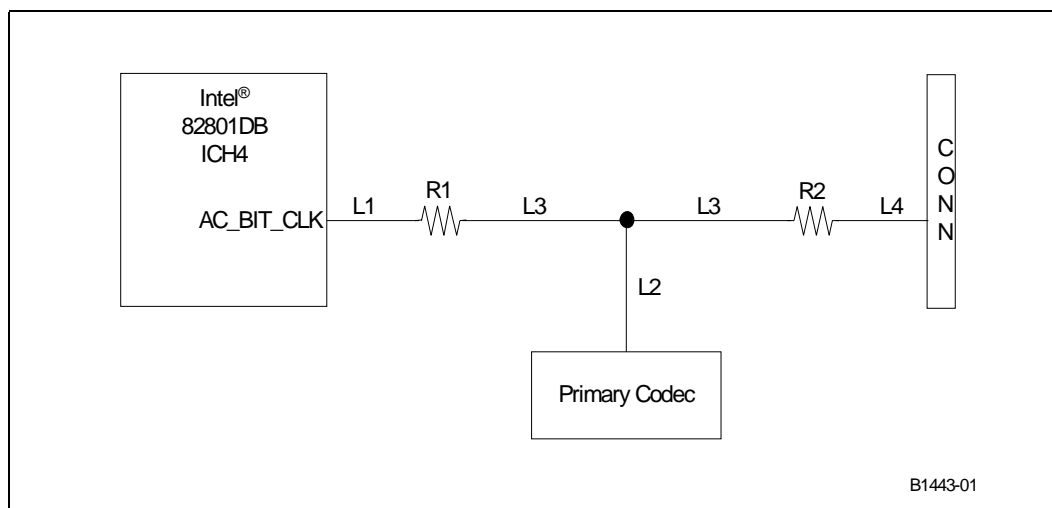 Intel®
82801DB
ICH4
AC_BIT_CLK
L1
R1
L3
L3
R2
L4
C
O
N
N
L2
Primary Codec
B1443-01